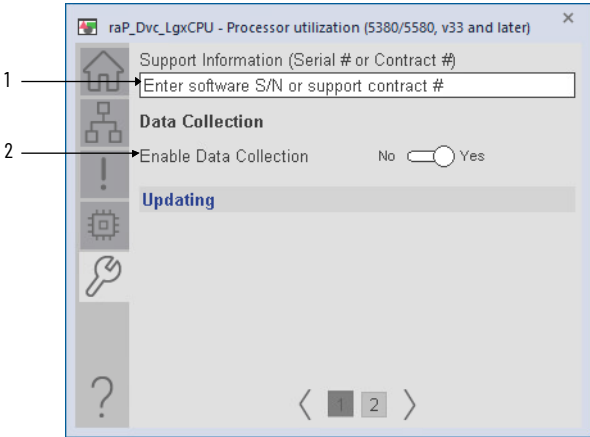 raP_Dvc_LgxCPU - Processor utilization (5380/5580, v33 and later)
Support Information (Serial # or Contract #)
1
Enter software S/N or support contract #
Data Collection
2
Enable Data Collection No Yes
Updating
1 2